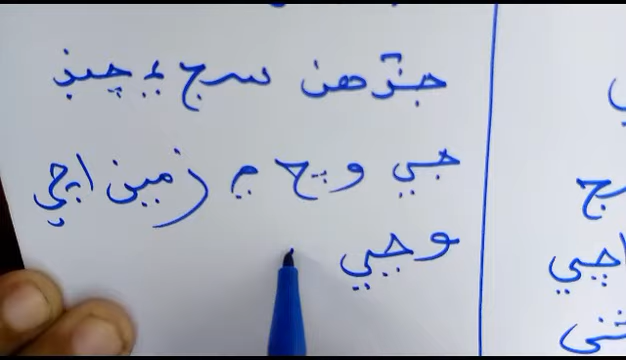 جڏهن سج ۽ چنڊ
جي وچ ۾ زمين اچي
وڃي